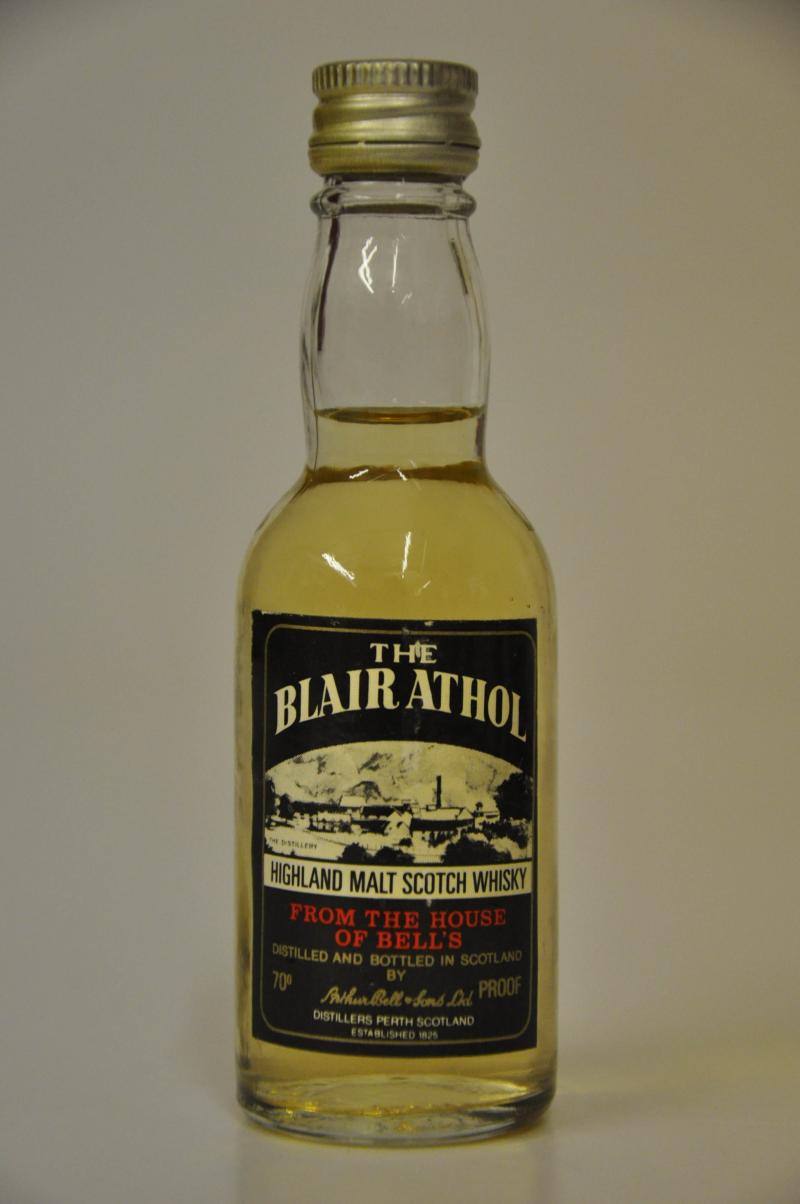 THE
BLAIR ATHOL
THE DISTILLERY
HIGHLAND MALT SCOTCH WHISKY
FROM THE HOUSE
OF BELL'S
DISTILLED AND BOTTLED IN SCOTLAND
BY
70º Arthur Bell & Sons Ltd PROOF
DISTILLERS PERTH SCOTLAND
ESTABLISHED 1825